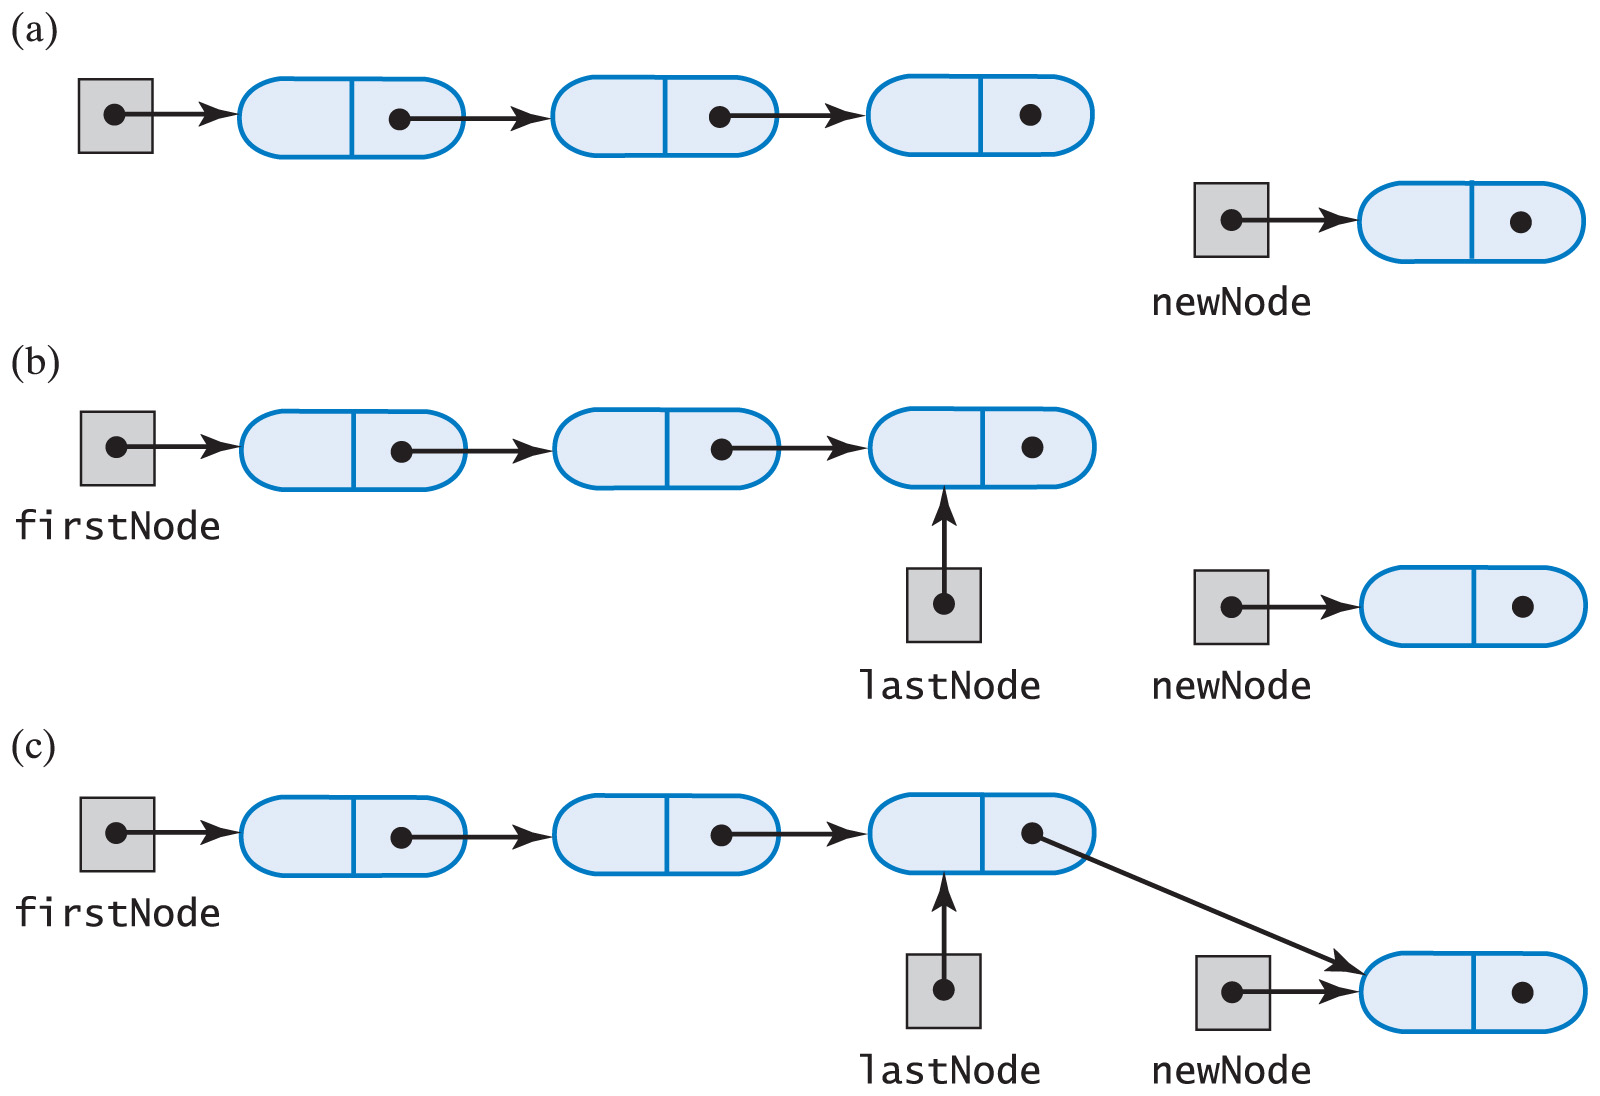 (a)
newNode
(b)
firstNode
lastNode newNode
(c)
firstNode
lastNode newNode